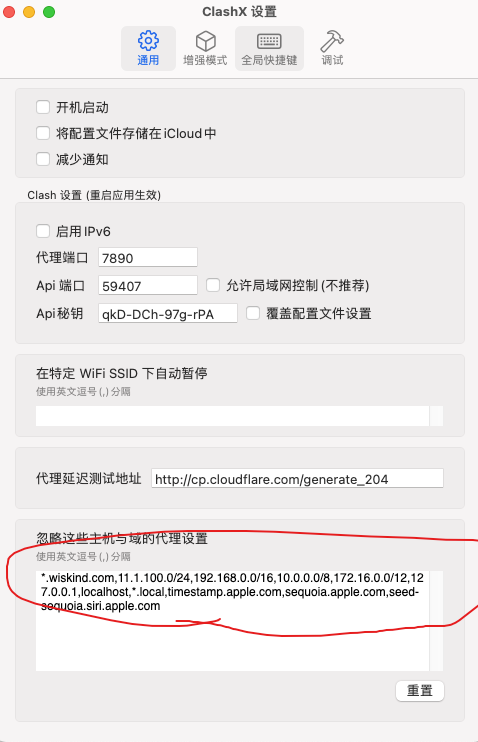 ClashX 设置
通用
增强模式
全局快捷键
调试
开机启动
将配置文件存储在 iCloud 中
减少通知
Clash 设置 (重启应用生效)
启用 IPv6
代理端口 7890
Api 端口 59407 允许局域网控制 (不推荐)
Api 秘钥 qkD-DCh-97g-rPA 覆盖配置文件设置
在特定 WiFi SSID 下自动暂停
使用英文逗号(,)分隔
代理延迟测试地址 http://cp.cloudflare.com/generate_204
忽略这些主机与域的代理设置
使用英文逗号(,)分隔
*.wiskind.com,11.1.100.0/24,192.168.0.0/16,10.0.0.0/8,172.16.0.0/12,12
7.0.0.1,localhost,*.local,timestamp.apple.com,sequoia.apple.com,seed-
sequoia.siri.apple.com
重置